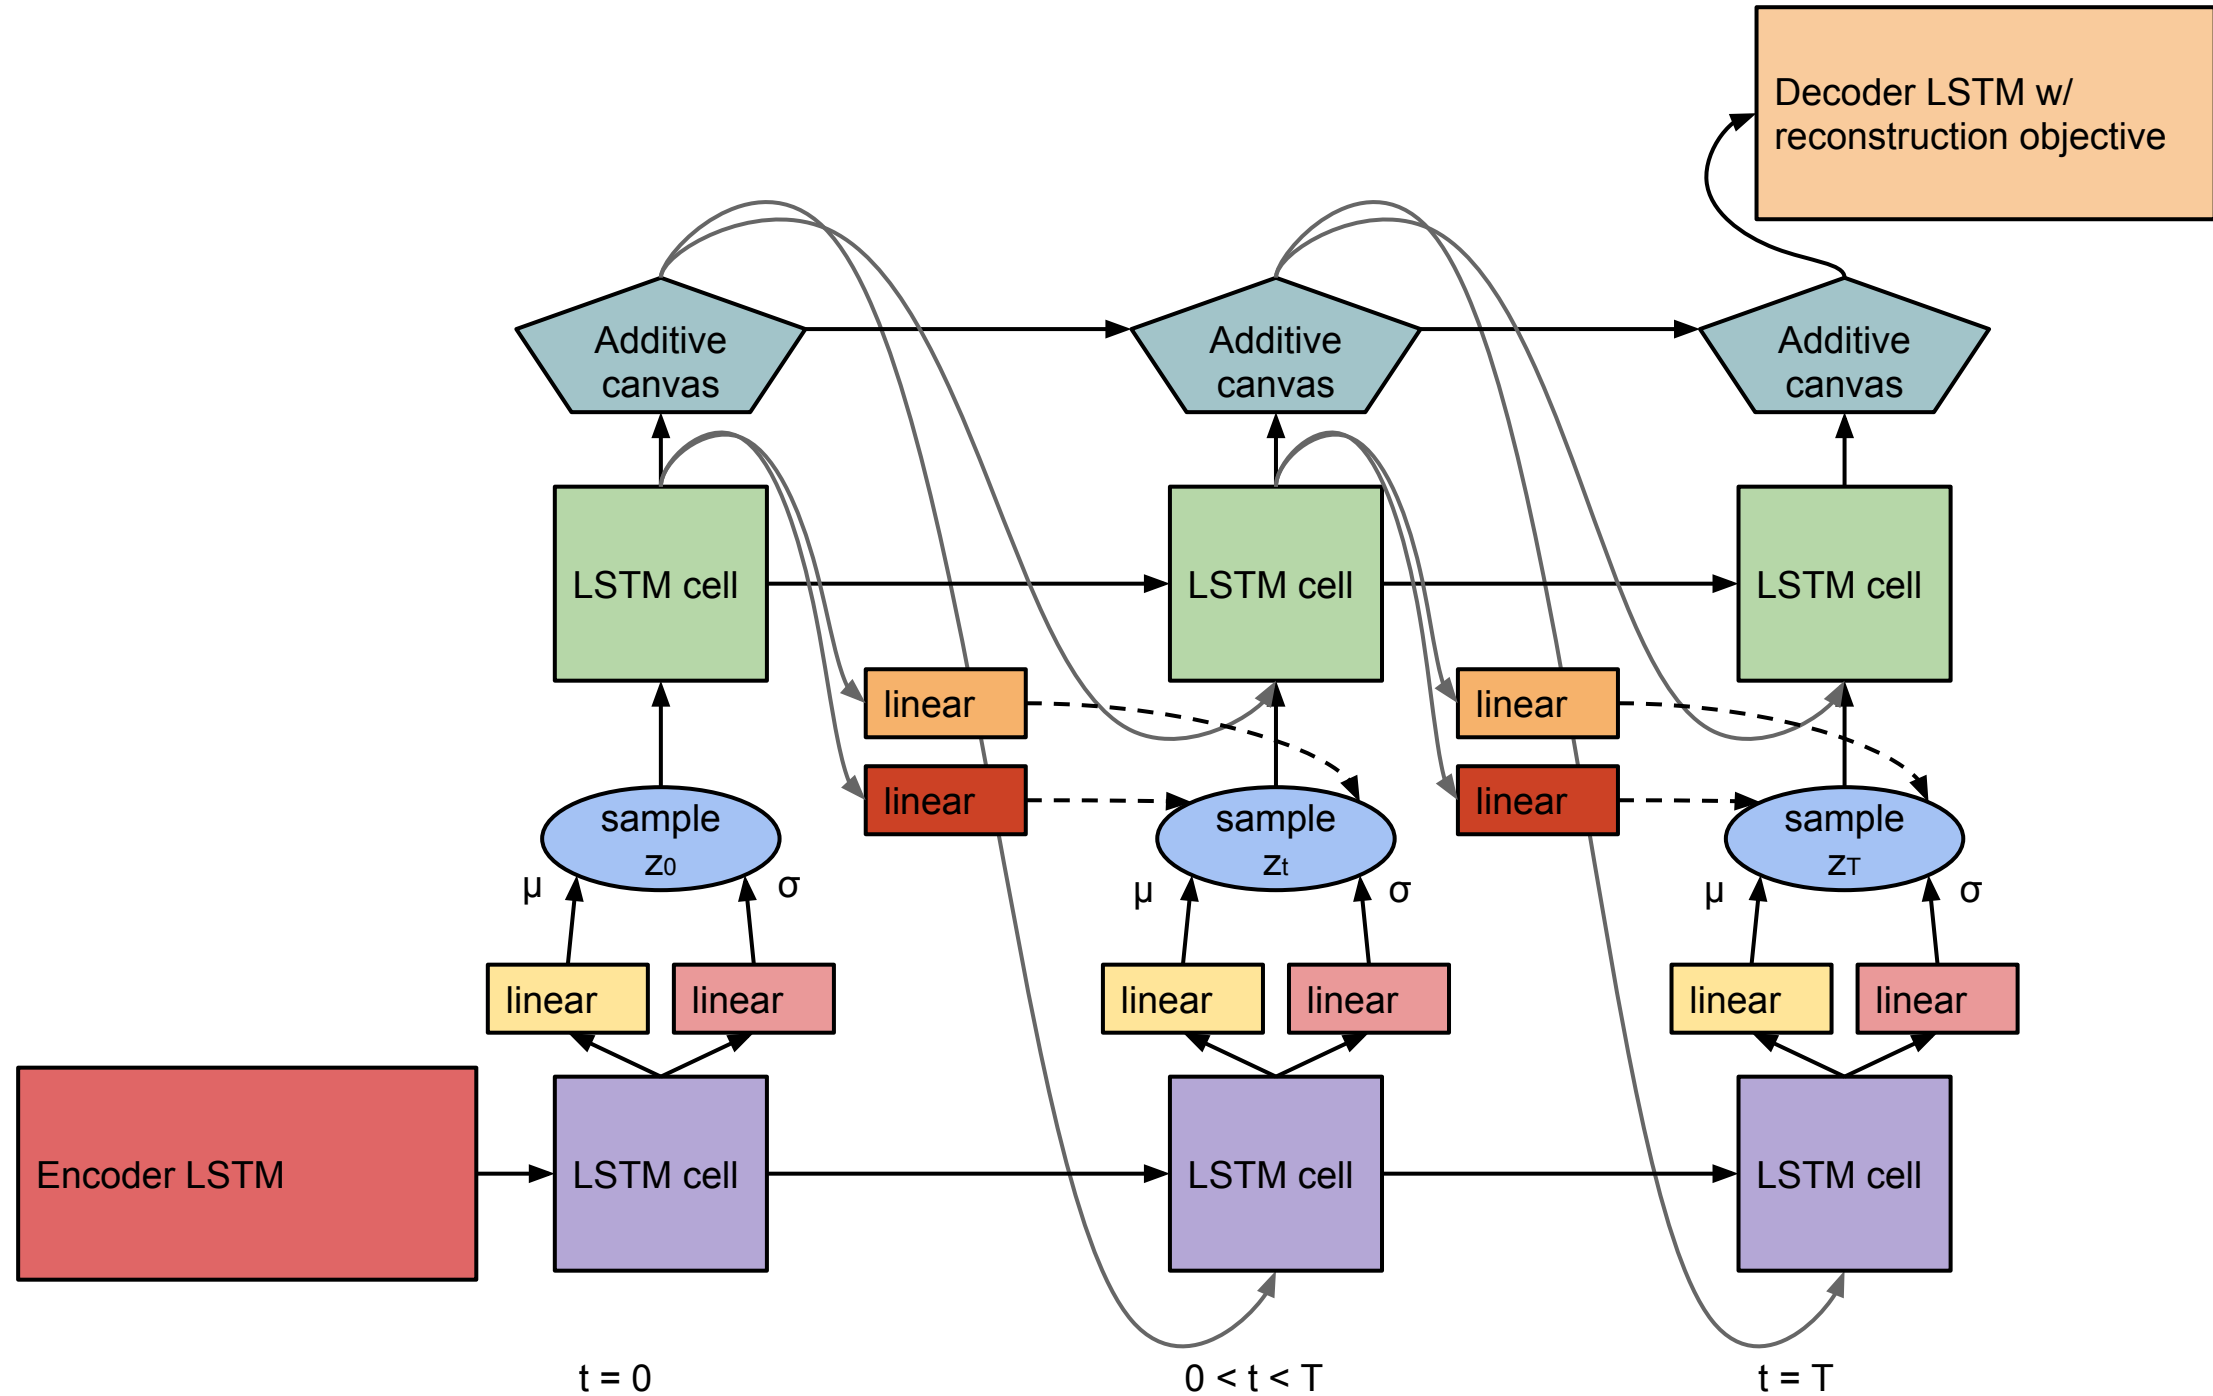 Decoder LSTM w/
reconstruction objective
Additive
canvas
Additive
canvas
Additive
canvas
LSTM cell
LSTM cell
LSTM cell
linear
linear
linear
linear
sample
z0
sample
zt
sample
zT
μ
σ
μ
σ
μ
σ
linear
linear
linear
linear
linear
linear
Encoder LSTM
LSTM cell
LSTM cell
LSTM cell
t = 0
0 < t < T
t = T